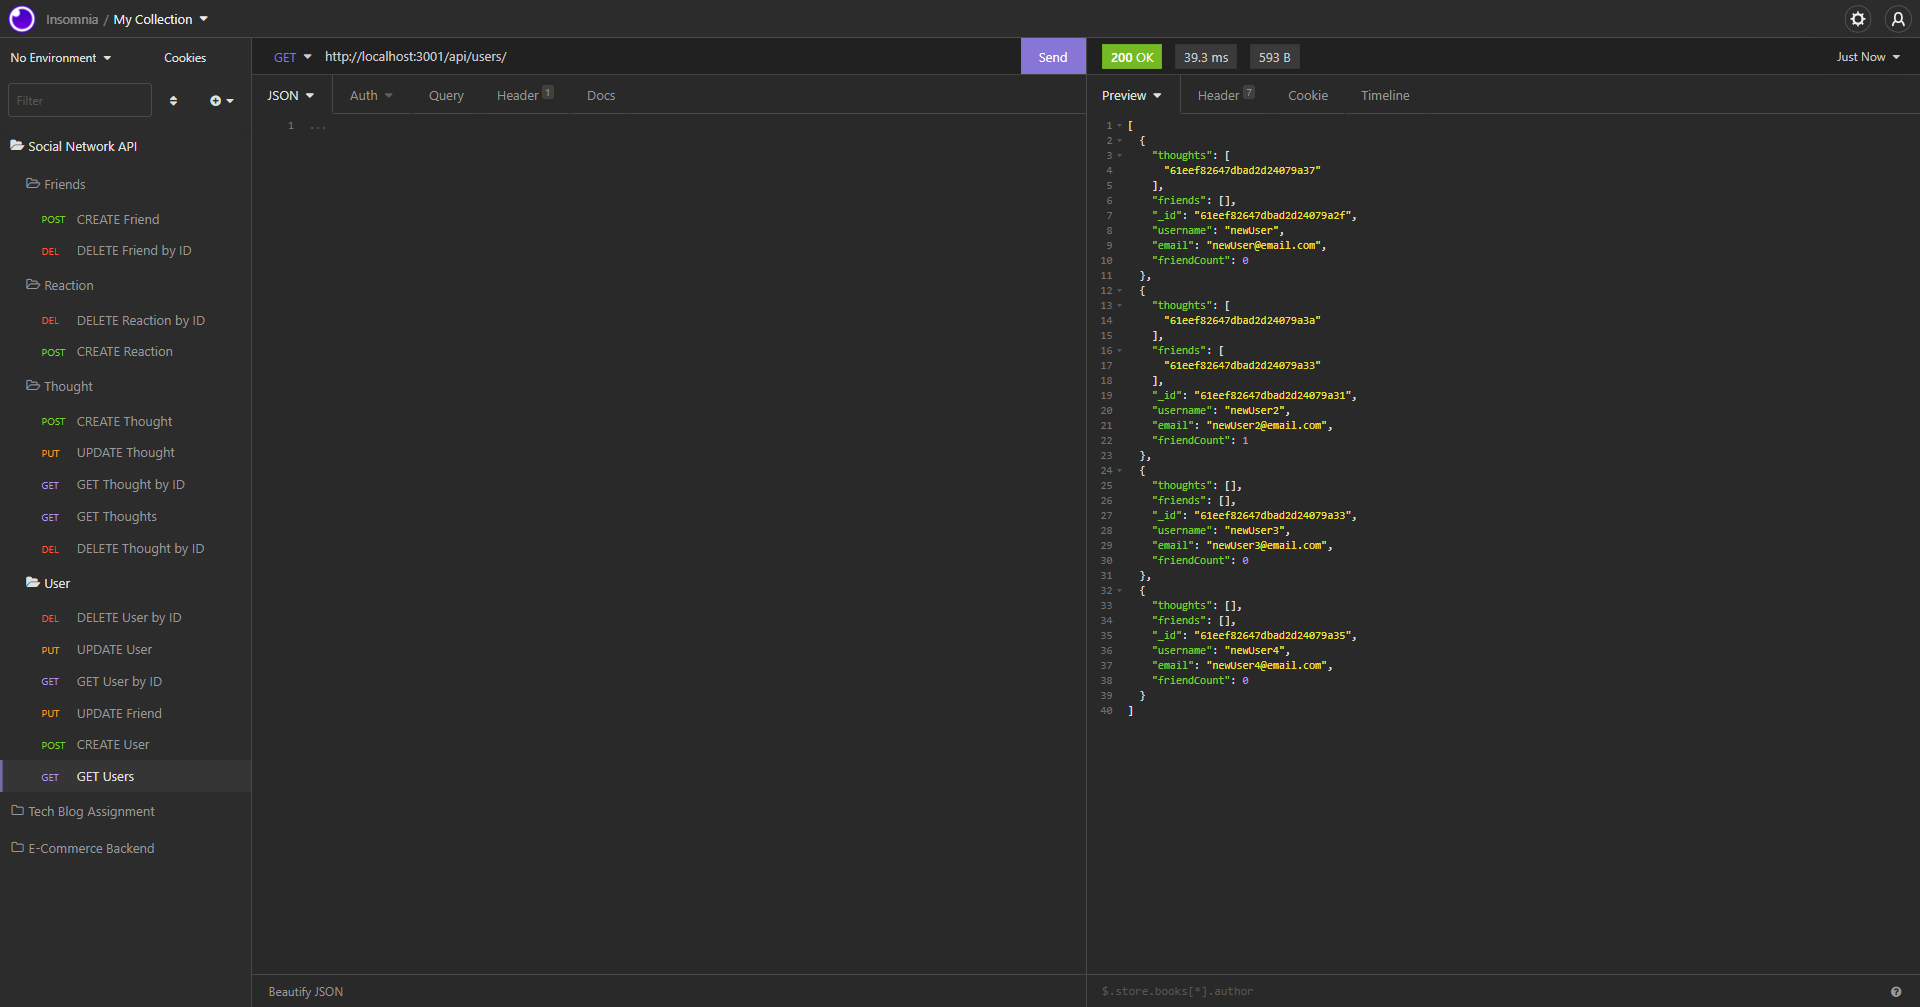 Insomnia / My Collection
No Environment
Cookies
Filter
Social Network API
Friends
POST CREATE Friend
DEL DELETE Friend by ID
Reaction
DEL DELETE Reaction by ID
POST CREATE Reaction
Thought
POST CREATE Thought
PUT UPDATE Thought
GET GET Thought by ID
GET GET Thoughts
DEL DELETE Thought by ID
User
DEL DELETE User by ID
PUT UPDATE User
GET GET User by ID
PUT UPDATE Friend
POST CREATE User
GET GET Users
Tech Blog Assignment
E-Commerce Backend
GET http://localhost:3001/api/users/ Send
JSON Auth Query Header 1 Docs
1 ...
Beautify JSON
200 OK 39.3 ms 593 B Just Now
Preview Header 7 Cookie Timeline
1 [
2 {
3 "thoughts": [
4 "61eef82647dbad2d24079a37"
5 ],
6 "friends": [],
7 "_id": "61eef82647dbad2d24079a2f",
8 "username": "newUser",
9 "email": "newUser@email.com",
10 "friendCount": 0
11 },
12 {
13 "thoughts": [
14 "61eef82647dbad2d24079a3a"
15 ],
16 "friends": [
17 "61eef82647dbad2d24079a33"
18 ],
19 "_id": "61eef82647dbad2d24079a31",
20 "username": "newUser2",
21 "email": "newUser2@email.com",
22 "friendCount": 1
23 },
24 {
25 "thoughts": [],
26 "friends": [],
27 "_id": "61eef82647dbad2d24079a33",
28 "username": "newUser3",
29 "email": "newUser3@email.com",
30 "friendCount": 0
31 },
32 {
33 "thoughts": [],
34 "friends": [],
35 "_id": "61eef82647dbad2d24079a35",
36 "username": "newUser4",
37 "email": "newUser4@email.com",
38 "friendCount": 0
39 }
40 ]
$.store.books[*].author